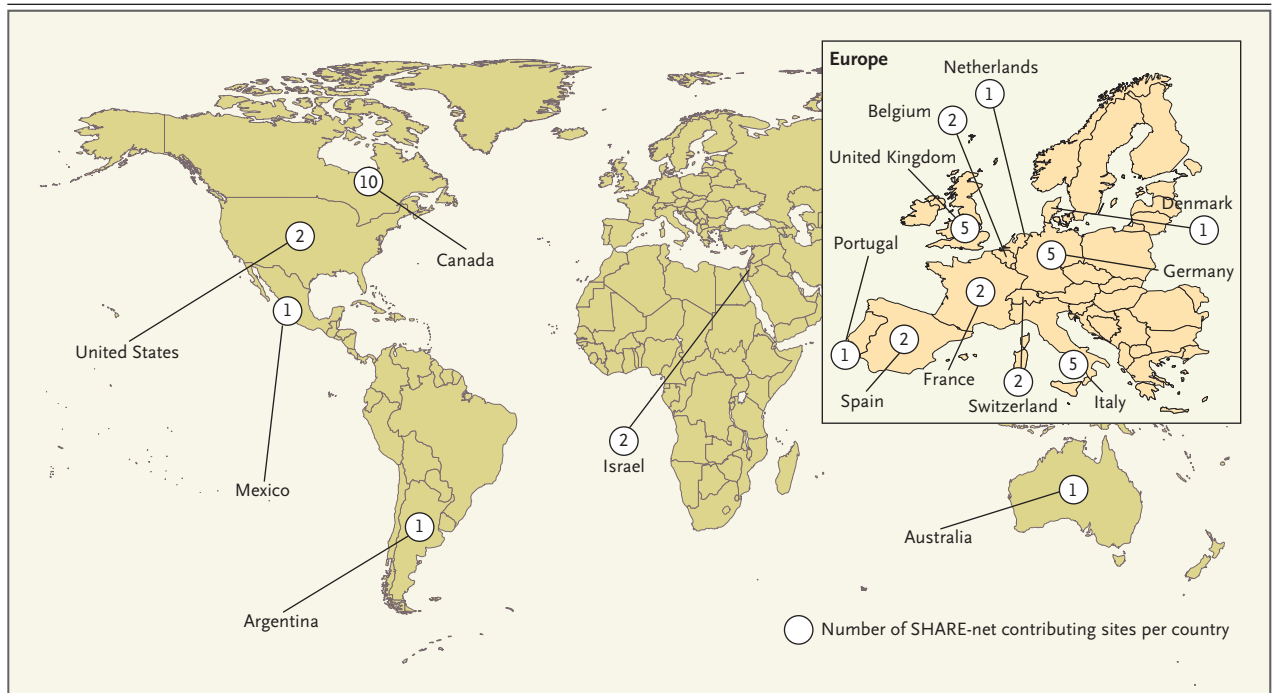 Europe
Netherlands
1
Belgium
2
United Kingdom
5
Denmark
1
Portugal
1
5
Germany
2
France
2
Spain
2
Switzerland
5
Italy
10
Canada
2
United States
1
Mexico
2
Israel
1
Argentina
1
Australia
Number of SHARE-net contributing sites per country